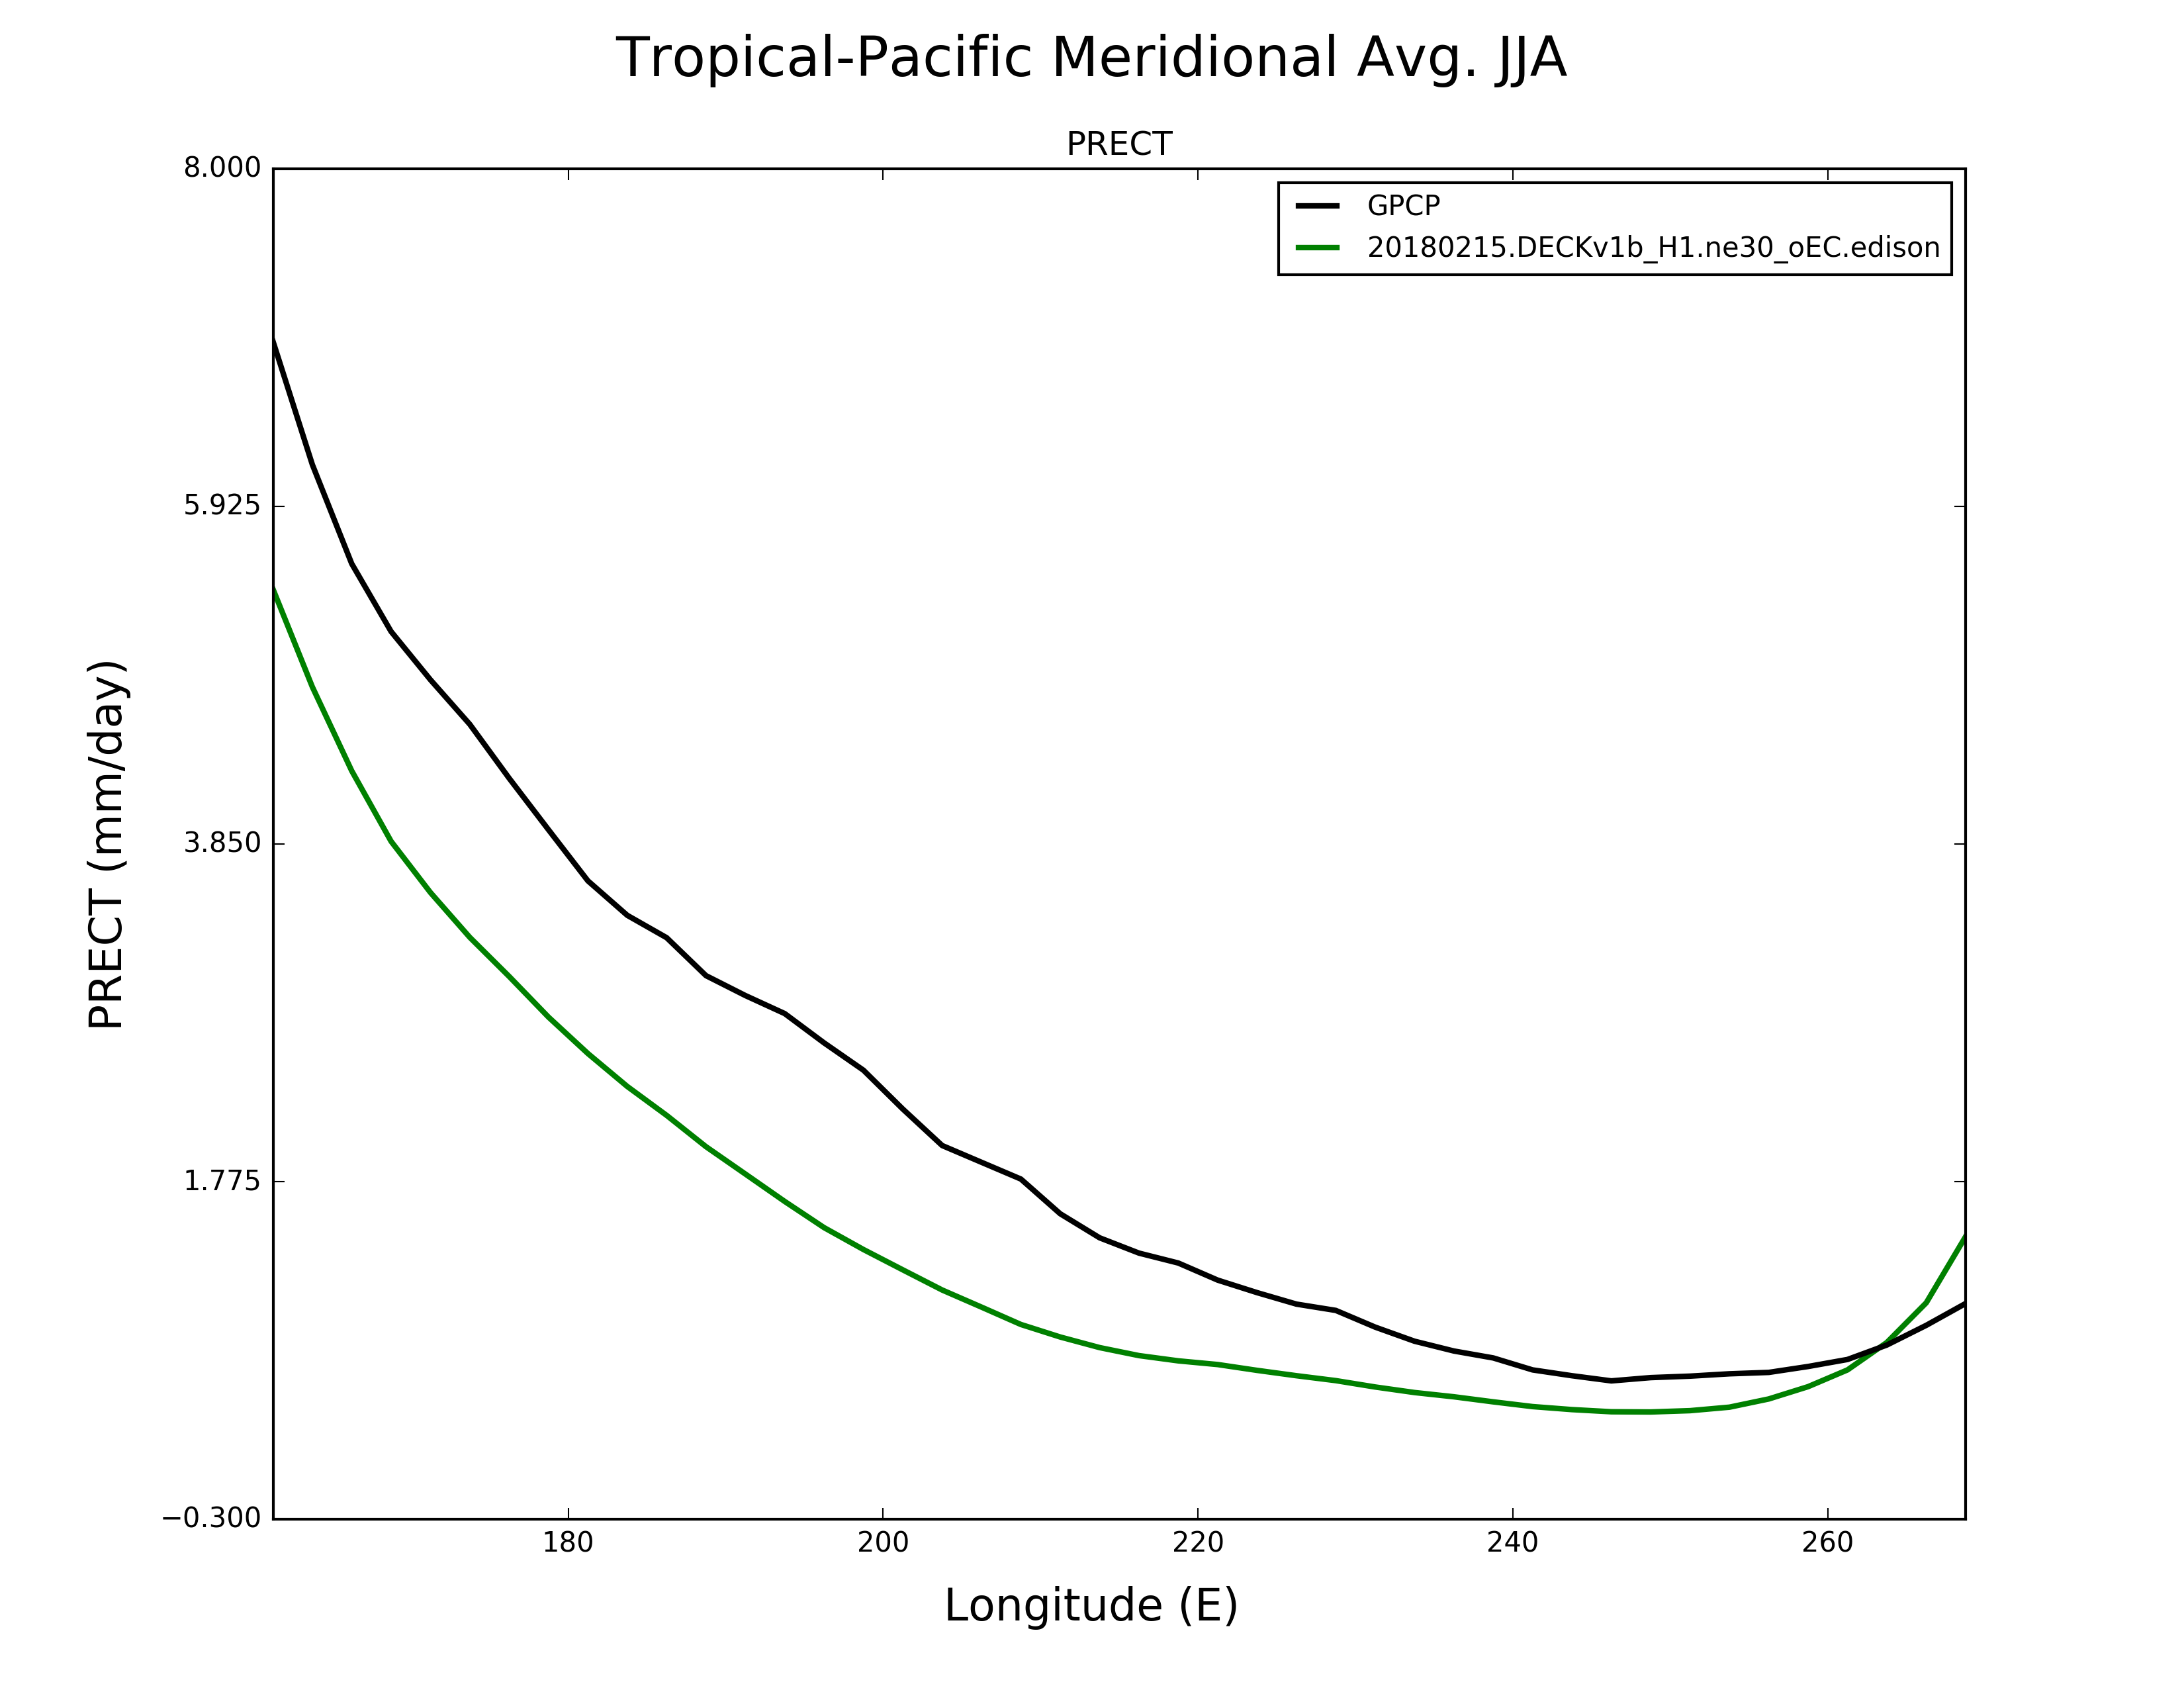 Tropical-Pacific Meridional Avg. JJA
PRECT
8.000
5.925
3.850
1.775
−0.300
PRECT (mm/day)
GPCP
20180215.DECKv1b_H1.ne30_oEC.edison
180 200 220 240 260
Longitude (E)